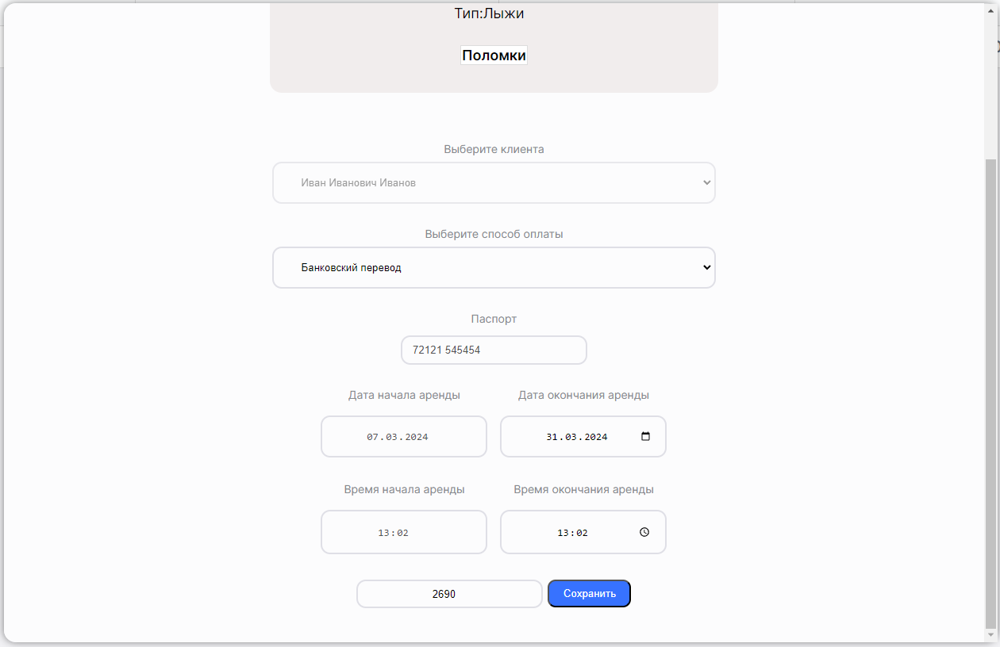 Тип:Лыжи
Поломки
Выберите клиента
Иван Иванович Иванов
Выберите способ оплаты
Банковский перевод
Паспорт
72121 545454
Дата начала аренды Дата окончания аренды
07.03.2024 31.03.2024
Время начала аренды Время окончания аренды
13:02 13:02
2690 Сохранить